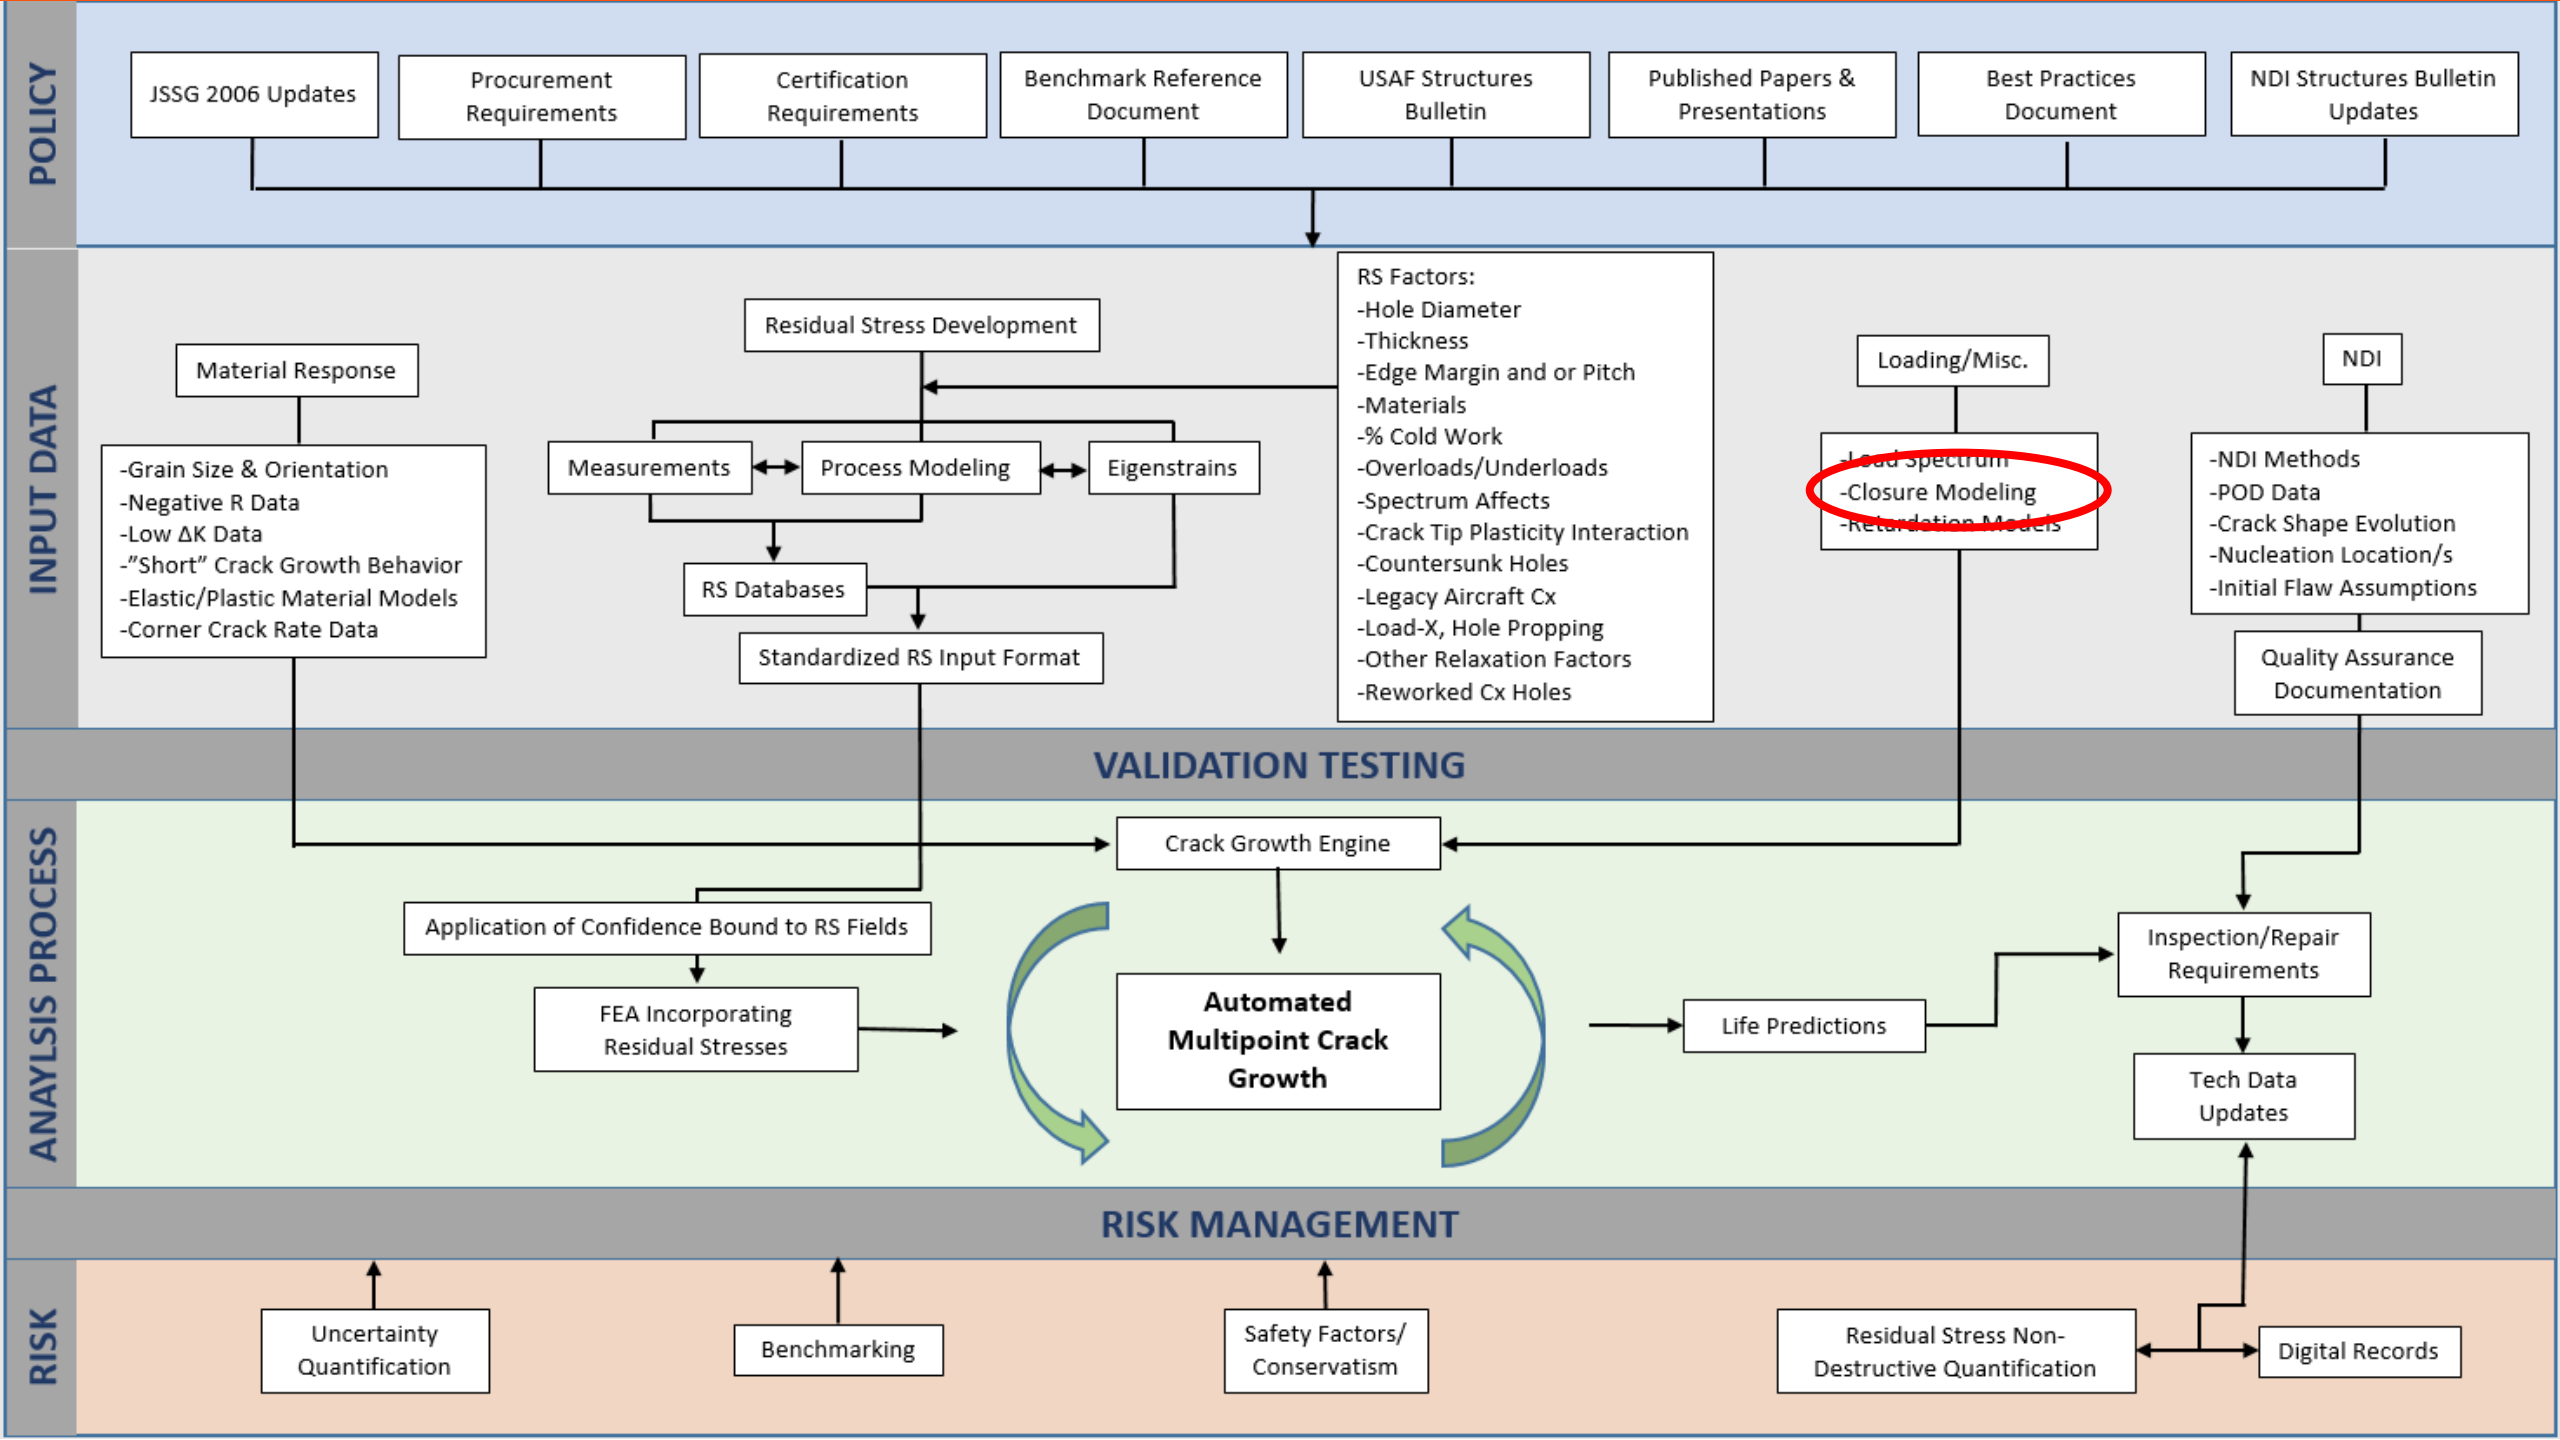 POLICY
JSSG 2006 Updates
Procurement
Requirements
Certification
Requirements
Benchmark Reference
Document
USAF Structures
Bulletin
Published Papers &
Presentations
Best Practices
Document
NDI Structures Bulletin
Updates
INPUT DATA
Material Response
-Grain Size & Orientation
-Negative R Data
-Low ΔK Data
-”Short” Crack Growth Behavior
-Elastic/Plastic Material Models
-Corner Crack Rate Data
Residual Stress Development
Measurements
Process Modeling
Eigenstrains
RS Databases
Standardized RS Input Format
RS Factors:
-Hole Diameter
-Thickness
-Edge Margin and or Pitch
-Materials
-% Cold Work
-Overloads/Underloads
-Spectrum Affects
-Crack Tip Plasticity Interaction
-Countersunk Holes
-Legacy Aircraft Cx
-Load-X, Hole Propping
-Other Relaxation Factors
-Reworked Cx Holes
Loading/Misc.
-Load Spectrum
-Closure Modeling
-Retardation Models
NDI
-NDI Methods
-POD Data
-Crack Shape Evolution
-Nucleation Location/s
-Initial Flaw Assumptions
Quality Assurance
Documentation
VALIDATION TESTING
ANAYLSIS PROCESS
Crack Growth Engine
Application of Confidence Bound to RS Fields
FEA Incorporating
Residual Stresses
Automated
Multipoint Crack
Growth
Life Predictions
Inspection/Repair
Requirements
Tech Data
Updates
RISK MANAGEMENT
RISK
Uncertainty
Quantification
Benchmarking
Safety Factors/
Conservatism
Residual Stress Non-
Destructive Quantification
Digital Records